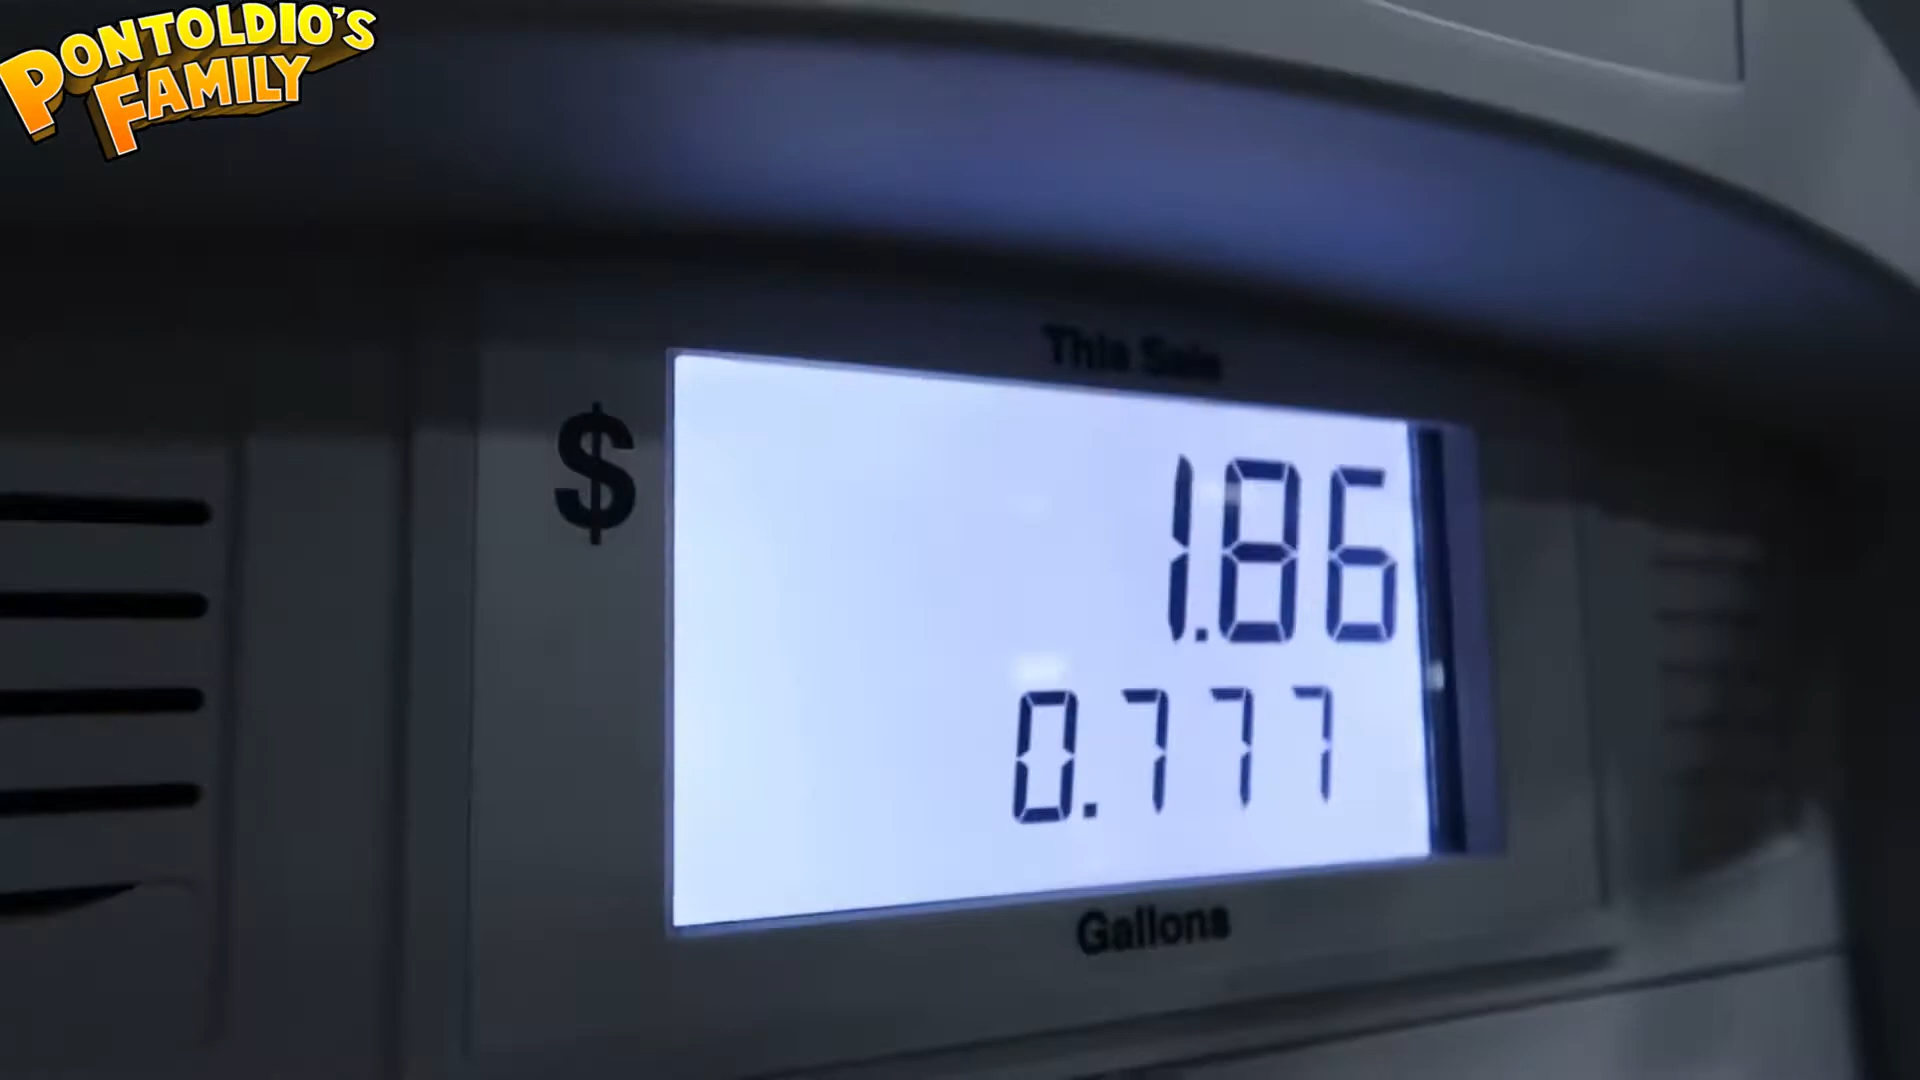 PONTOLDIO'S
FAMILY
This Sale
$
1.86
0.777
Gallons